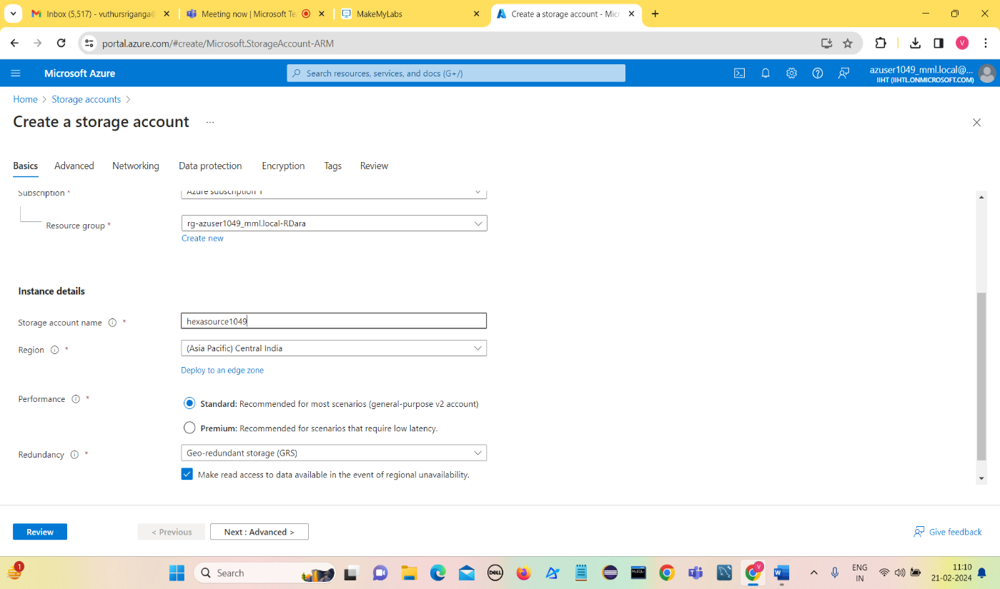 Inbox (5,517) - vuthursriganga@
Meeting now | Microsoft Te
MakeMyLabs
Create a storage account - Micr
portal.azure.com/#create/Microsoft.StorageAccount-ARM
V
Microsoft Azure
Search resources, services, and docs (G+/)
azuser1049_mml.local@...
IIHT (IIHTL.ONMICROSOFT.COM)
Home > Storage accounts >
Create a storage account ...
Basics Advanced Networking Data protection Encryption Tags Review
Subscription *
Azure subscription 1
Resource group *
rg-azuser1049_mml.local-RDara
Create new
Instance details
Storage account name *
hexasource1049
Region *
(Asia Pacific) Central India
Deploy to an edge zone
Performance *
Standard: Recommended for most scenarios (general-purpose v2 account)
Premium: Recommended for scenarios that require low latency.
Redundancy *
Geo-redundant storage (GRS)
Make read access to data available in the event of regional unavailability.
Review
< Previous
Next : Advanced >
Give feedback
1
Search
DELL
MySQL
V
W
ENG
IN
11:10
21-02-2024